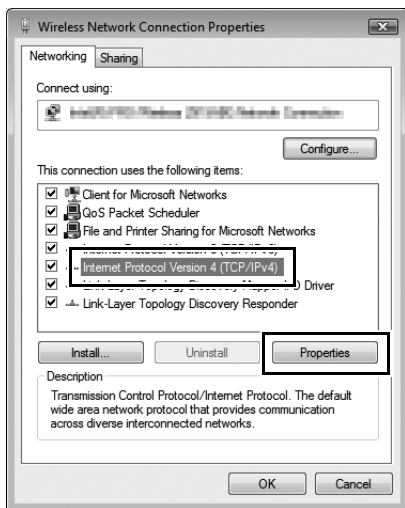 Wireless Network Connection Properties
Networking Sharing
Connect using:
Configure...
This connection uses the following items:
Client for Microsoft Networks
QoS Packet Scheduler
File and Printer Sharing for Microsoft Networks
Internet Protocol Version 4 (TCP/IPv4)
Driver
Link-Layer Topology Discovery Responder
Install... Uninstall Properties
Description
Transmission Control Protocol/Internet Protocol. The default
wide area network protocol that provides communication
across diverse interconnected networks.
OK Cancel